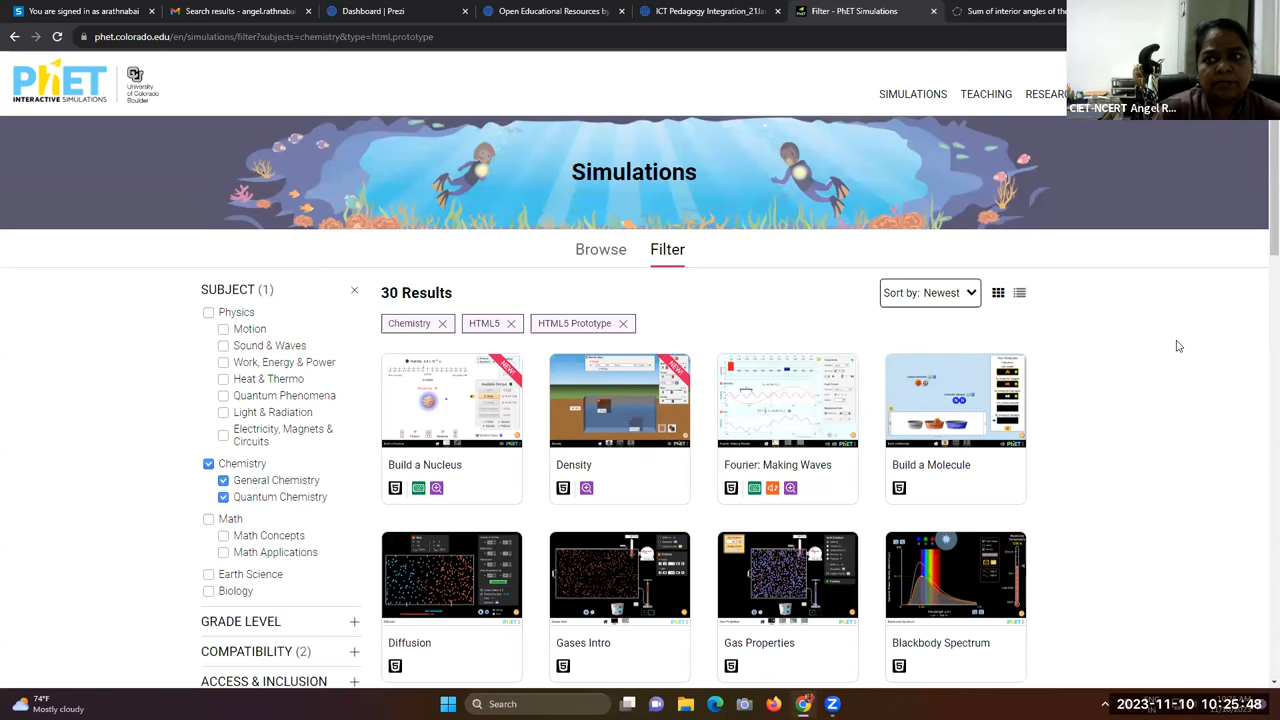 You are signed in as arathnabai
Search results - angel.rathnabai
Dashboard | Prezi
Open Educational Resources by
ICT Pedagogy Integration_21Ja
Filter - PhET Simulations
Sum of interior angles of the
phet.colorado.edu/en/simulations/filter?subjects=chemistry&type=html,prototype
PhET
INTERACTIVE SIMULATIONS
University
of Colorado
Boulder
SIMULATIONS TEACHING RESEARC
CIET-NCERT Angel R...
Simulations
Browse Filter
SUBJECT (1)
Physics
Motion
Sound & Waves
Work, Energy & Power
Heat & Thermo
Quantum Phenomena
Light & Radiation
Electricity, Magnets &
Circuits
Chemistry
General Chemistry
Quantum Chemistry
Math
Math Concepts
Math Applications
Earth Science
Biology
GRADE LEVEL
COMPATIBILITY (2)
ACCESS & INCLUSION
30 Results
Sort by: Newest
Chemistry HTML5 HTML5 Prototype
NEW!
NEW!
Build a Nucleus
Density
Fourier: Making Waves
Build a Molecule
Diffusion
Gases Intro
Gas Properties
Blackbody Spectrum
74°F
Mostly cloudy
Search
2023-11-10 10:25:48